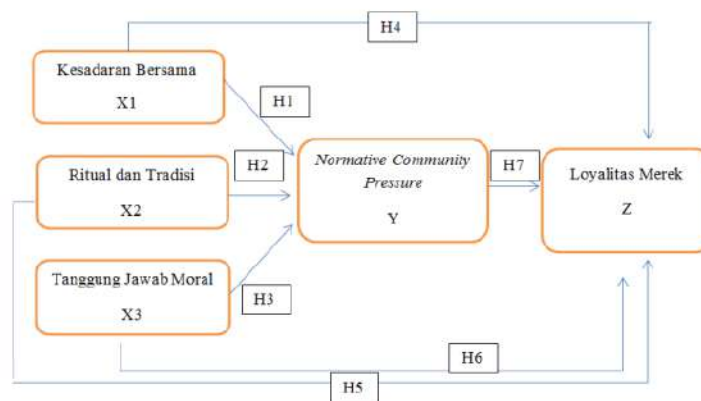 H4
Kesadaran Bersama
X1
H1
Ritual dan Tradisi
X2
H2
Normative Community
Pressure
Y
H7
Loyalitas Merek
Z
Tanggung Jawab Moral
X3
H3
H6
H5